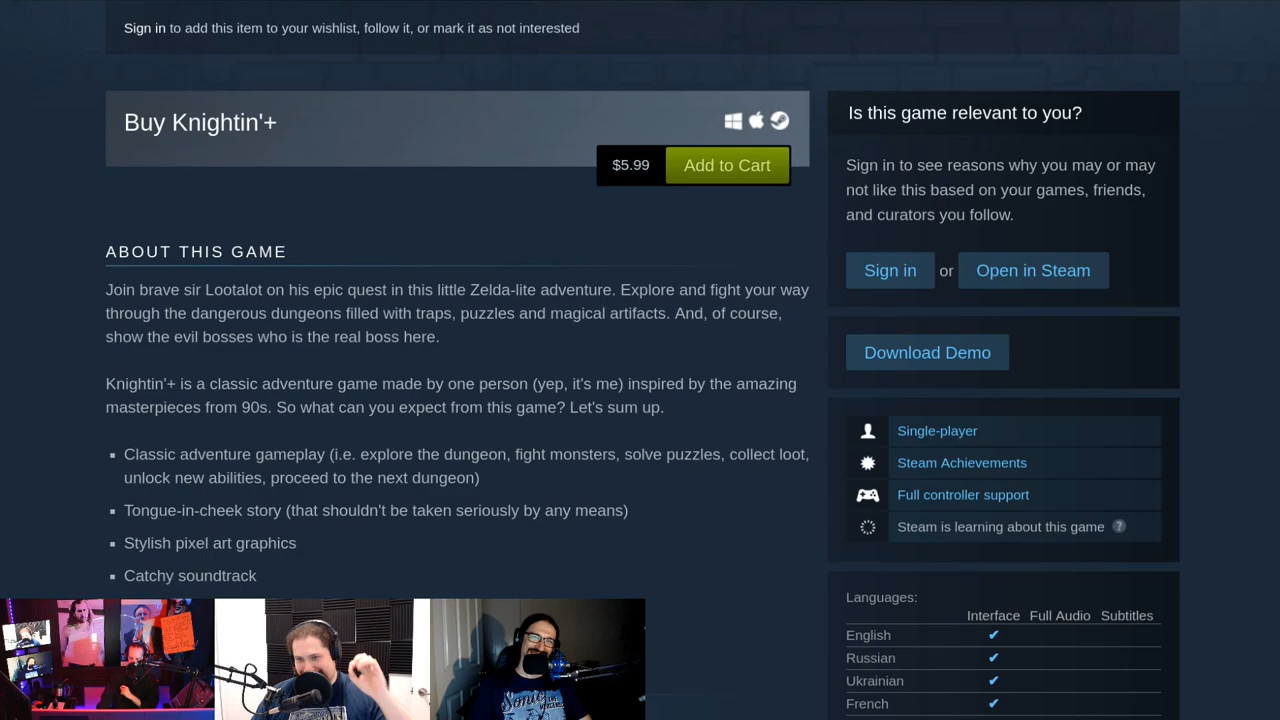 Sign in to add this item to your wishlist, follow it, or mark it as not interested
Buy Knightin'+
$5.99
Add to Cart
ABOUT THIS GAME
Join brave sir Lootalot on his epic quest in this little Zelda-lite adventure. Explore and fight your way
through the dangerous dungeons filled with traps, puzzles and magical artifacts. And, of course,
show the evil bosses who is the real boss here.
Knightin'+ is a classic adventure game made by one person (yep, it's me) inspired by the amazing
masterpieces from 90s. So what can you expect from this game? Let's sum up.
Classic adventure gameplay (i.e. explore the dungeon, fight monsters, solve puzzles, collect loot,
unlock new abilities, proceed to the next dungeon)
Tongue-in-cheek story (that shouldn't be taken seriously by any means)
Stylish pixel art graphics
Catchy soundtrack
Is this game relevant to you?
Sign in to see reasons why you may or may
not like this based on your games, friends,
and curators you follow.
Sign in or Open in Steam
Download Demo
Single-player
Steam Achievements
Full controller support
Steam is learning about this game ?
Languages:
Interface Full Audio Subtitles
English ✔
Russian ✔
Ukrainian ✔
French ✔
Sonic